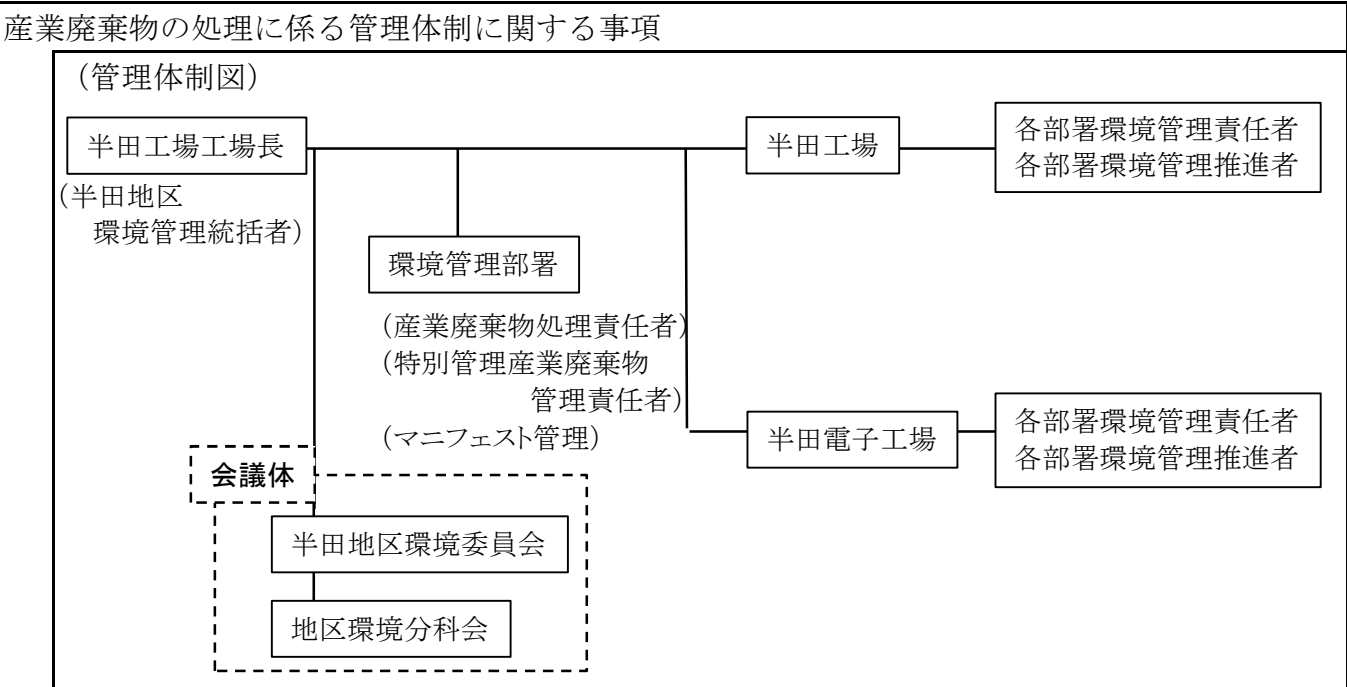 産業廃棄物の処理に係る管理体制に関する事項
（管理体制図）
半田工場工場長
（半田地区
環境管理統括者）
環境管理部署
（産業廃棄物処理責任者）
（特別管理産業廃棄物
管理責任者）
（マニフェスト管理）
半田工場
各部署環境管理責任者
各部署環境管理推進者
半田電子工場
各部署環境管理責任者
各部署環境管理推進者
会議体
半田地区環境委員会
地区環境分科会